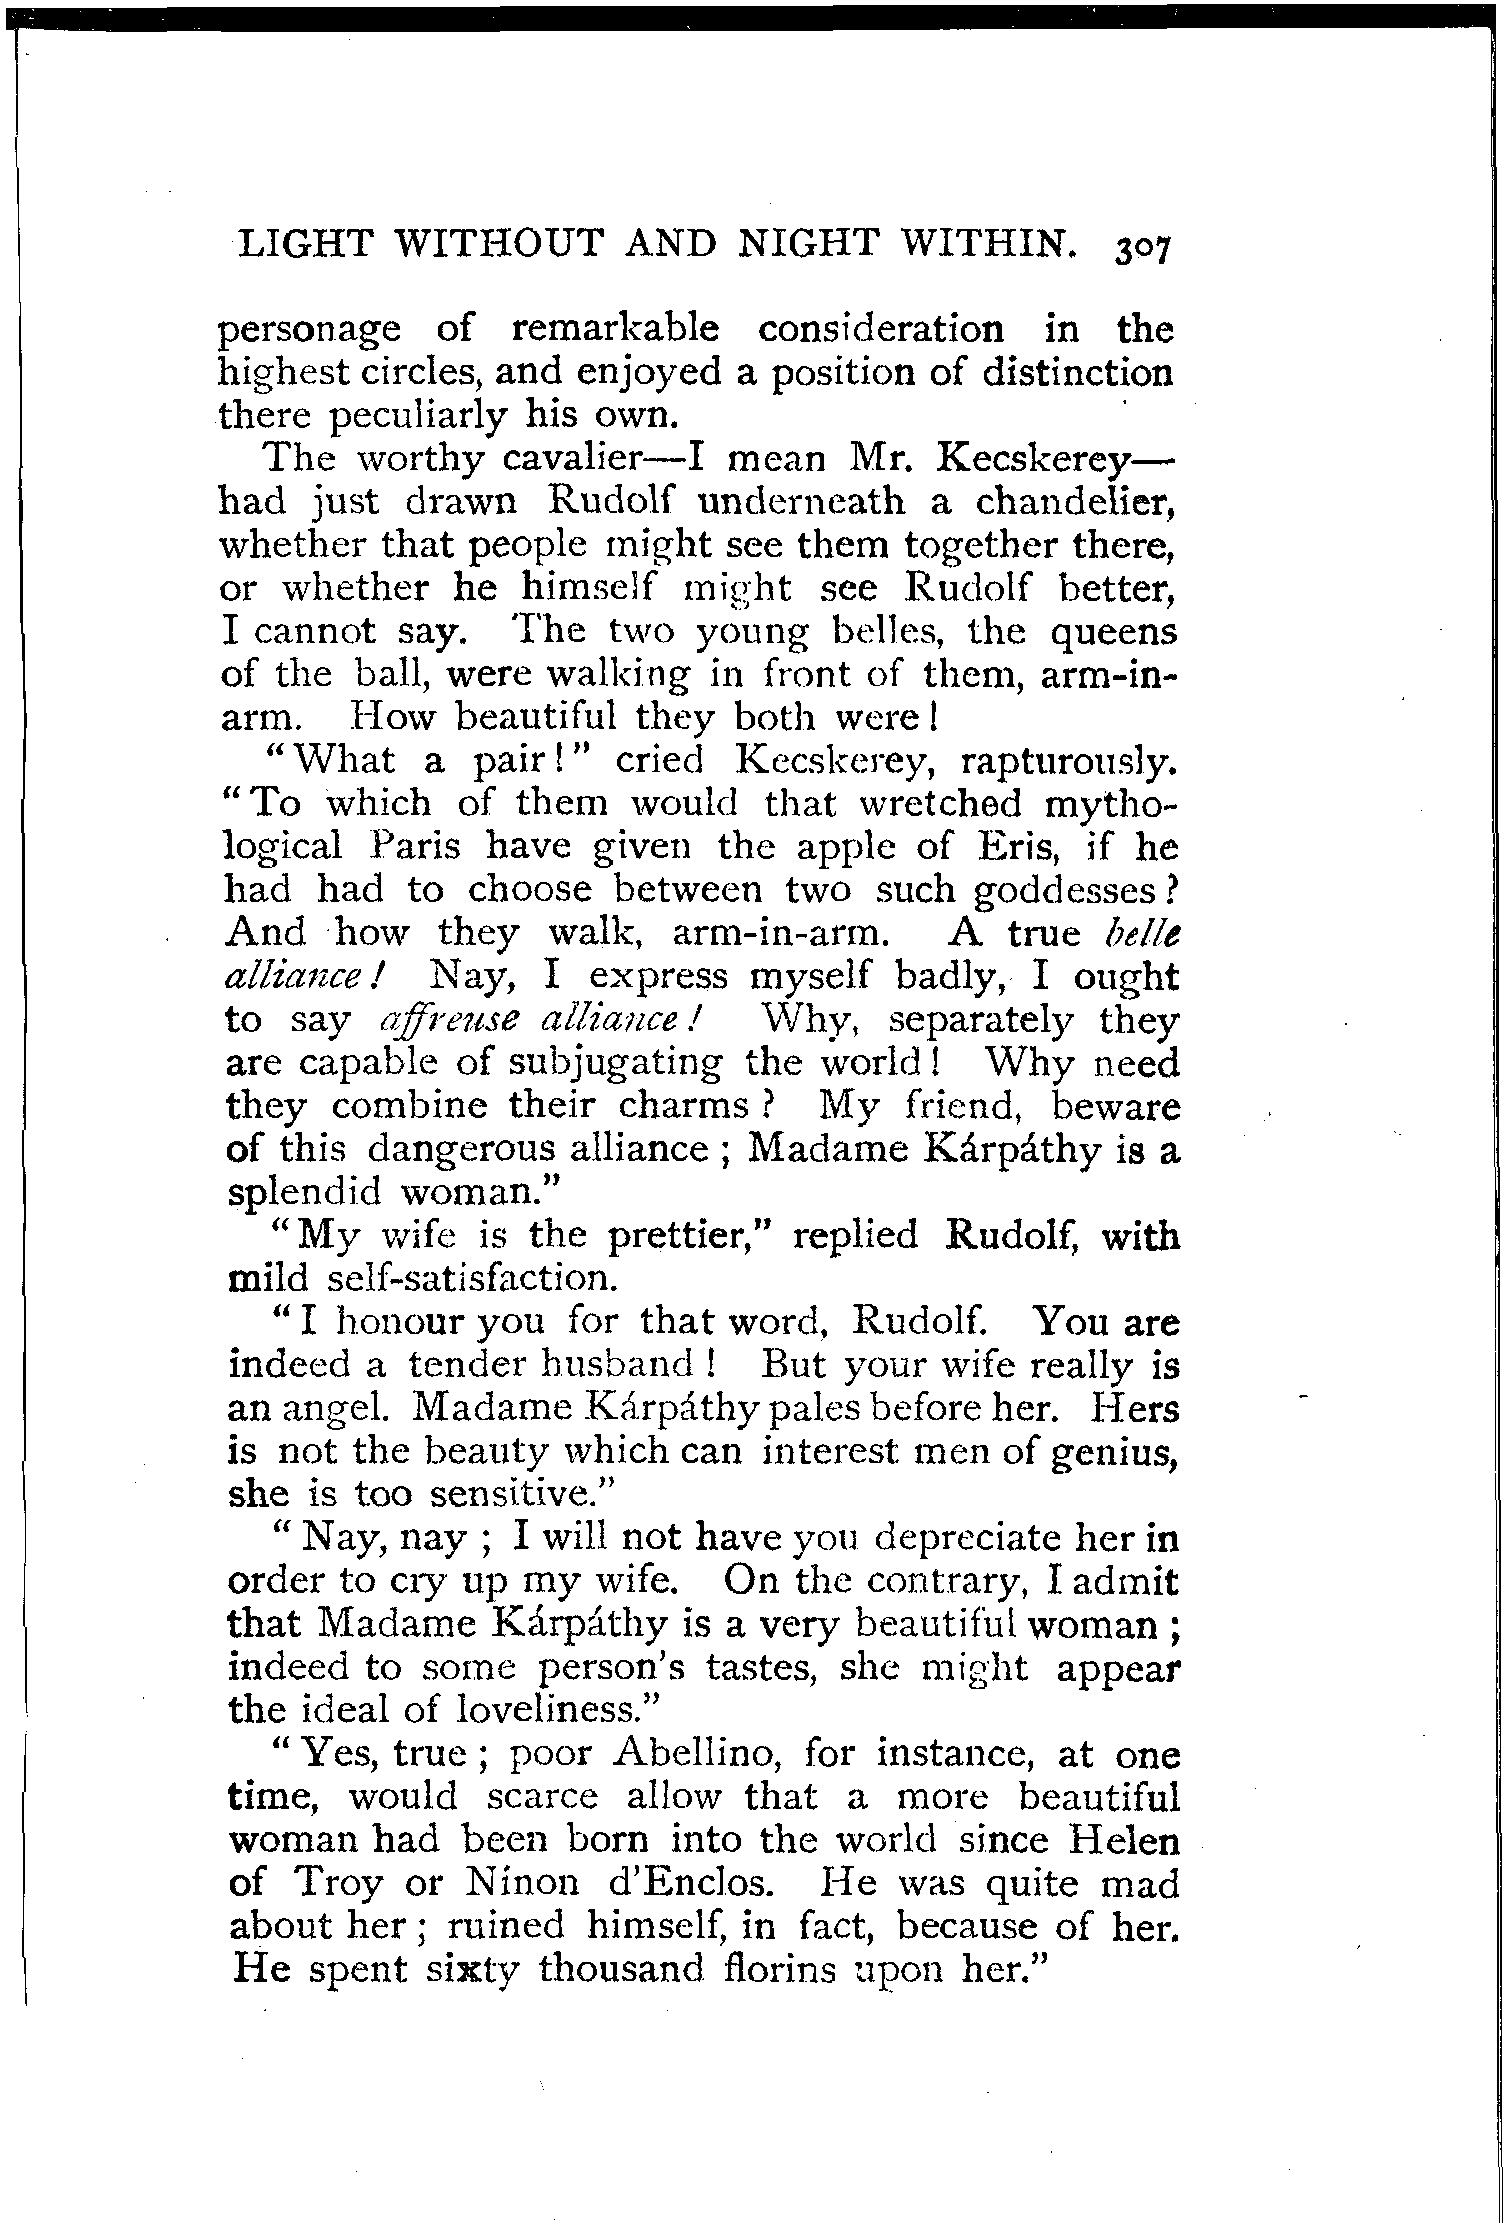 LIGHT WITHOUT AND NIGHT WITHIN. 307
personage of remarkable consideration in the
highest circles, and enjoyed a position of distinction
there peculiarly his own.
The worthy cavalier—I mean Mr. Kecskerey—
had just drawn Rudolf underneath a chandelier,
whether that people might see them together there,
or whether he himself might see Rudolf better,
I cannot say. The two young belles, the queens
of the ball, were walking in front of them, arm-in-
arm. How beautiful they both were!
"What a pair!" cried Kecskerey, rapturously.
"To which of them would that wretched mytho-
logical Paris have given the apple of Eris, if he
had had to choose between two such goddesses?
And how they walk, arm-in-arm. A true belle
alliance! Nay, I express myself badly, I ought
to say affreuse alliance! Why, separately they
are capable of subjugating the world! Why need
they combine their charms? My friend, beware
of this dangerous alliance; Madame Kárpáthy is a
splendid woman."
"My wife is the prettier," replied Rudolf, with
mild self-satisfaction.
"I honour you for that word, Rudolf. You are
indeed a tender husband! But your wife really is
an angel. Madame Kárpáthy pales before her. Hers
is not the beauty which can interest men of genius,
she is too sensitive."
"Nay, nay; I will not have you depreciate her in
order to cry up my wife. On the contrary, I admit
that Madame Kárpáthy is a very beautiful woman;
indeed to some person's tastes, she might appear
the ideal of loveliness."
"Yes, true; poor Abellino, for instance, at one
time, would scarce allow that a more beautiful
woman had been born into the world since Helen
of Troy or Nínon d'Enclos. He was quite mad
about her; ruined himself, in fact, because of her.
He spent sixty thousand florins upon her."